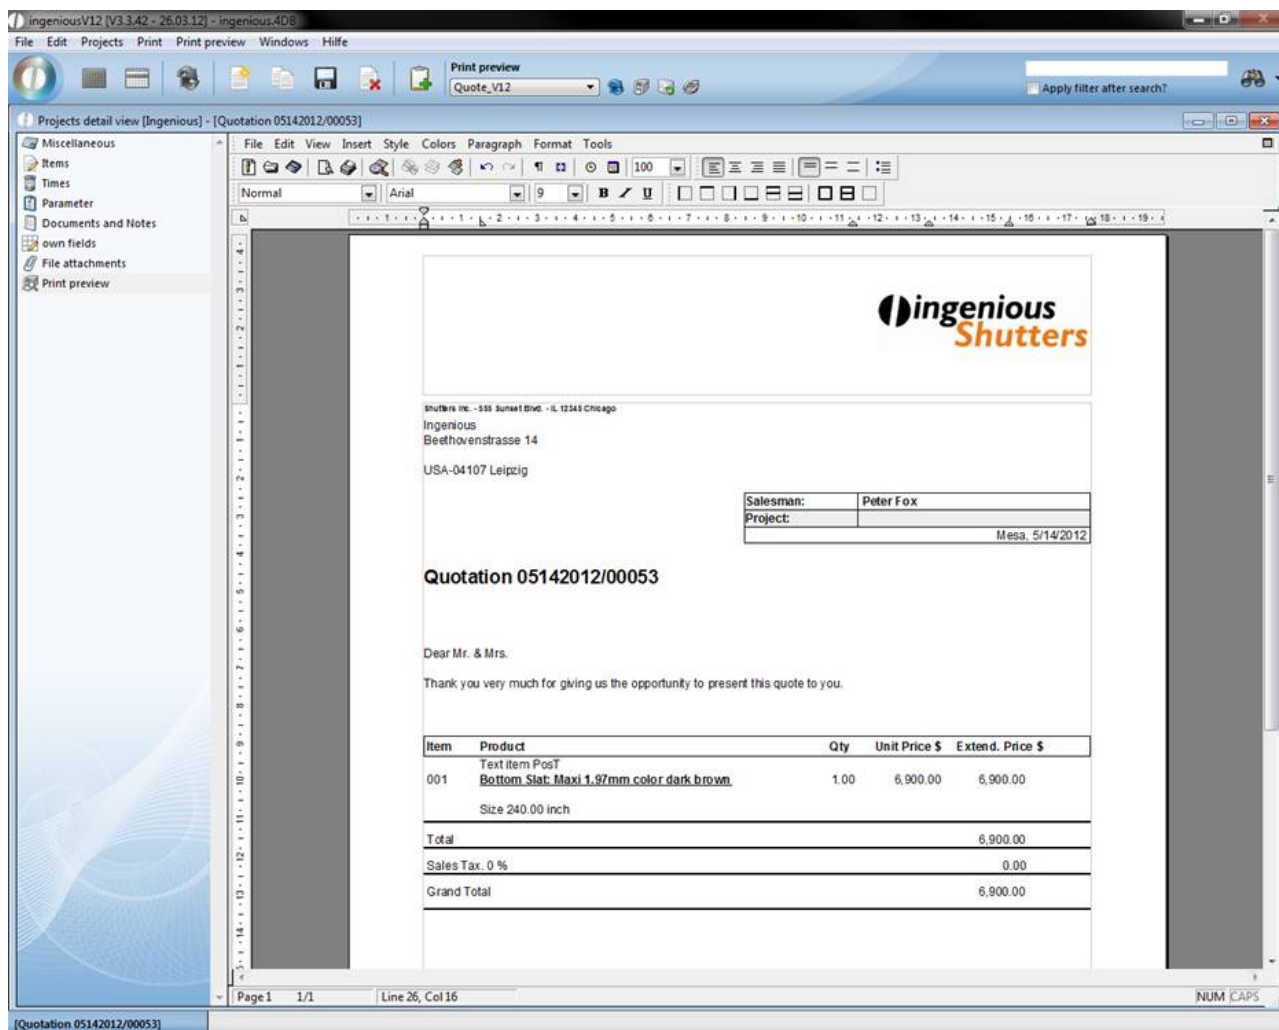 ingeniousV12 [V3.3.42 - 26.03.12] - ingenious.4DB
File Edit Projects Print Print preview Windows Hilfe
Print preview
Quote_V12
Apply filter after search?
Projects detail view [Ingenious] - [Quotation 05142012/00053]
Miscellaneous
Items
Times
Parameter
Documents and Notes
own fields
File attachments
Print preview
File Edit View Insert Style Colors Paragraph Format Tools
100
Normal Arial 9 B I U
ingenious
Shutters
Shutters Inc. - 555 Sunset Blvd. - IL 12345 Chicago
Ingenious
Beethovenstrasse 14
USA-04107 Leipzig
Salesman: Peter Fox
Project:
Mesa, 5/14/2012
Quotation 05142012/00053
Dear Mr. & Mrs.
Thank you very much for giving us the opportunity to present this quote to you.
Item Product Qty Unit Price $ Extend. Price $
Text item PosT
001 Bottom Slat: Maxi 1.97mm color dark brown 1.00 6,900.00 6,900.00
Size 240.00 inch
Total 6,900.00
Sales Tax. 0 % 0.00
Grand Total 6,900.00
Page 1 1/1 Line 26, Col 16 NUM CAPS
[Quotation 05142012/00053]